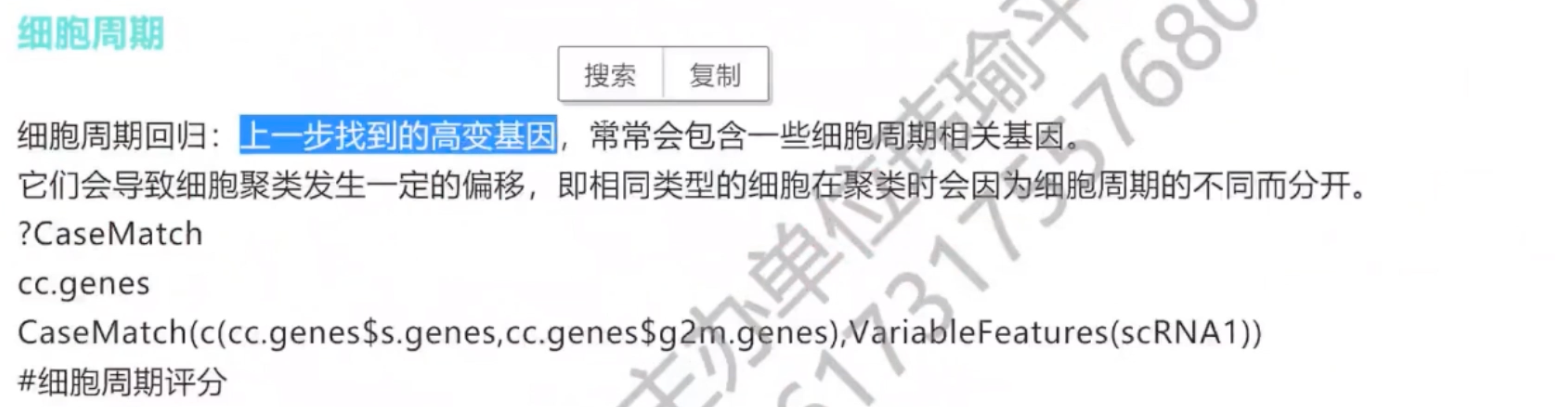 细胞周期
搜索 复制
细胞周期回归：上一步找到的高变基因，常常会包含一些细胞周期相关基因。
它们会导致细胞聚类发生一定的偏移，即相同类型的细胞在聚类时会因为细胞周期的不同而分开。
?CaseMatch
cc.genes
CaseMatch(c(cc.genes$s.genes,cc.genes$g2m.genes),VariableFeatures(scRNA1))
#细胞周期评分
主办单位